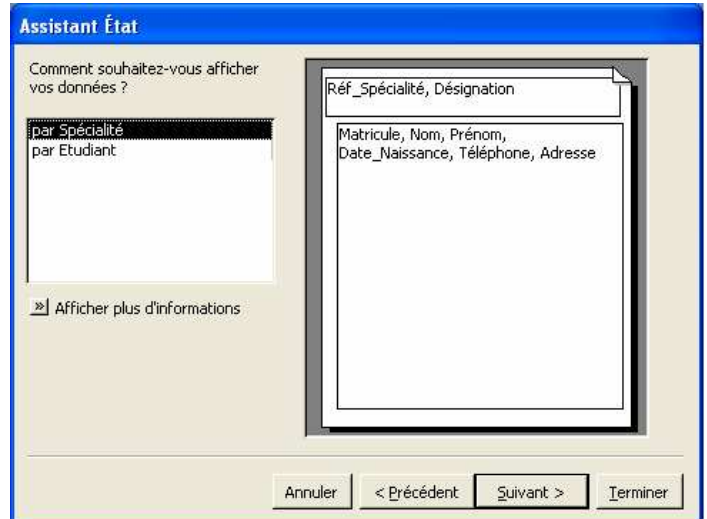 Assistant État
Comment souhaitez-vous afficher
vos données ?
par Spécialité
par Etudiant
» Afficher plus d'informations
Réf_Spécialité, Désignation
Matricule, Nom, Prénom,
Date_Naissance, Téléphone, Adresse
Annuler
< Précédent
Suivant >
Terminer